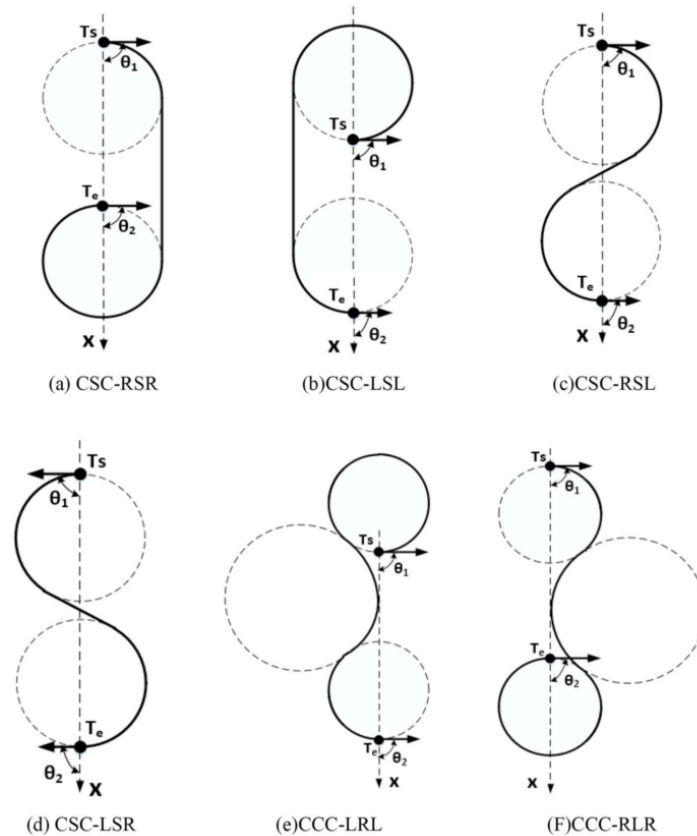 Ts
θ1
Te
θ2
X
(a) CSC-RSR
Ts
θ1
Te
θ2
X
(b)CSC-LSL
Ts
θ1
Te
θ2
X
(c)CSC-RSL
Ts
θ1
Te
θ2
X
(d) CSC-LSR
Ts
θ1
Te
θ2
X
(e)CCC-LRL
Ts
θ1
Te
θ2
X
(F)CCC-RLR